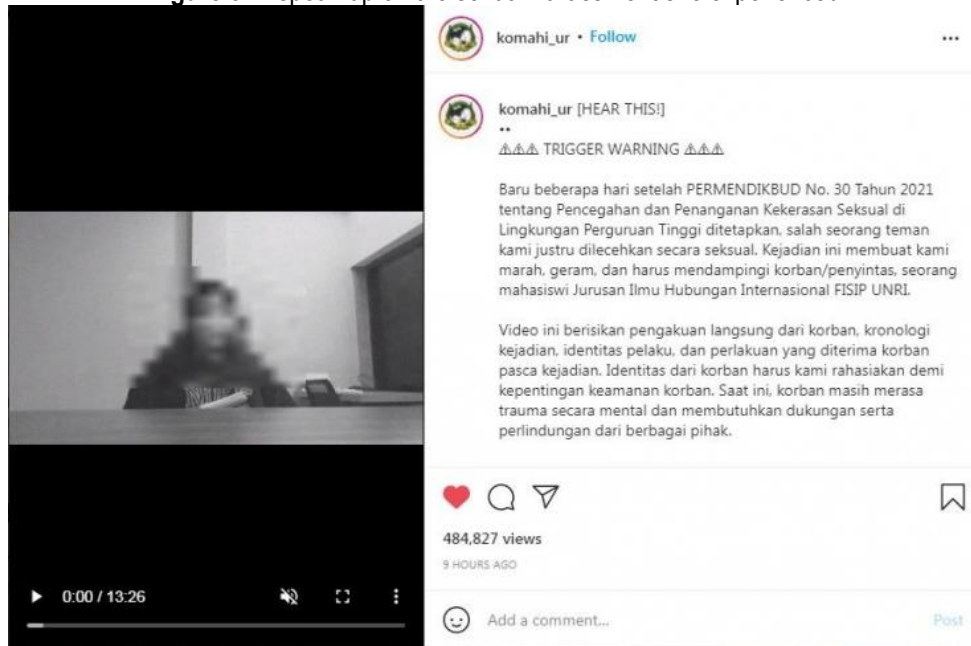 komahi_ur • Follow
komahi_ur [HEAR THIS!]
••
⚠⚠⚠ TRIGGER WARNING ⚠⚠⚠
Baru beberapa hari setelah PERMENDIKBUD No. 30 Tahun 2021
tentang Pencegahan dan Penanganan Kekerasan Seksual di
Lingkungan Perguruan Tinggi ditetapkan, salah seorang teman
kami justru dilecehkan secara seksual. Kejadian ini membuat kami
marah, geram, dan harus mendampingi korban/penyintas, seorang
mahasiswi Jurusan Ilmu Hubungan Internasional FISIP UNRI.
Video ini berisikan pengakuan langsung dari korban, kronologi
kejadian, identitas pelaku, dan perlakuan yang diterima korban
pasca kejadian. Identitas dari korban harus kami rahasiakan demi
kepentingan keamanan korban. Saat ini, korban masih merasa
trauma secara mental dan membutuhkan dukungan serta
perlindungan dari berbagai pihak.
484,827 views
9 HOURS AGO
0:00 / 13:26
Add a comment...
Post